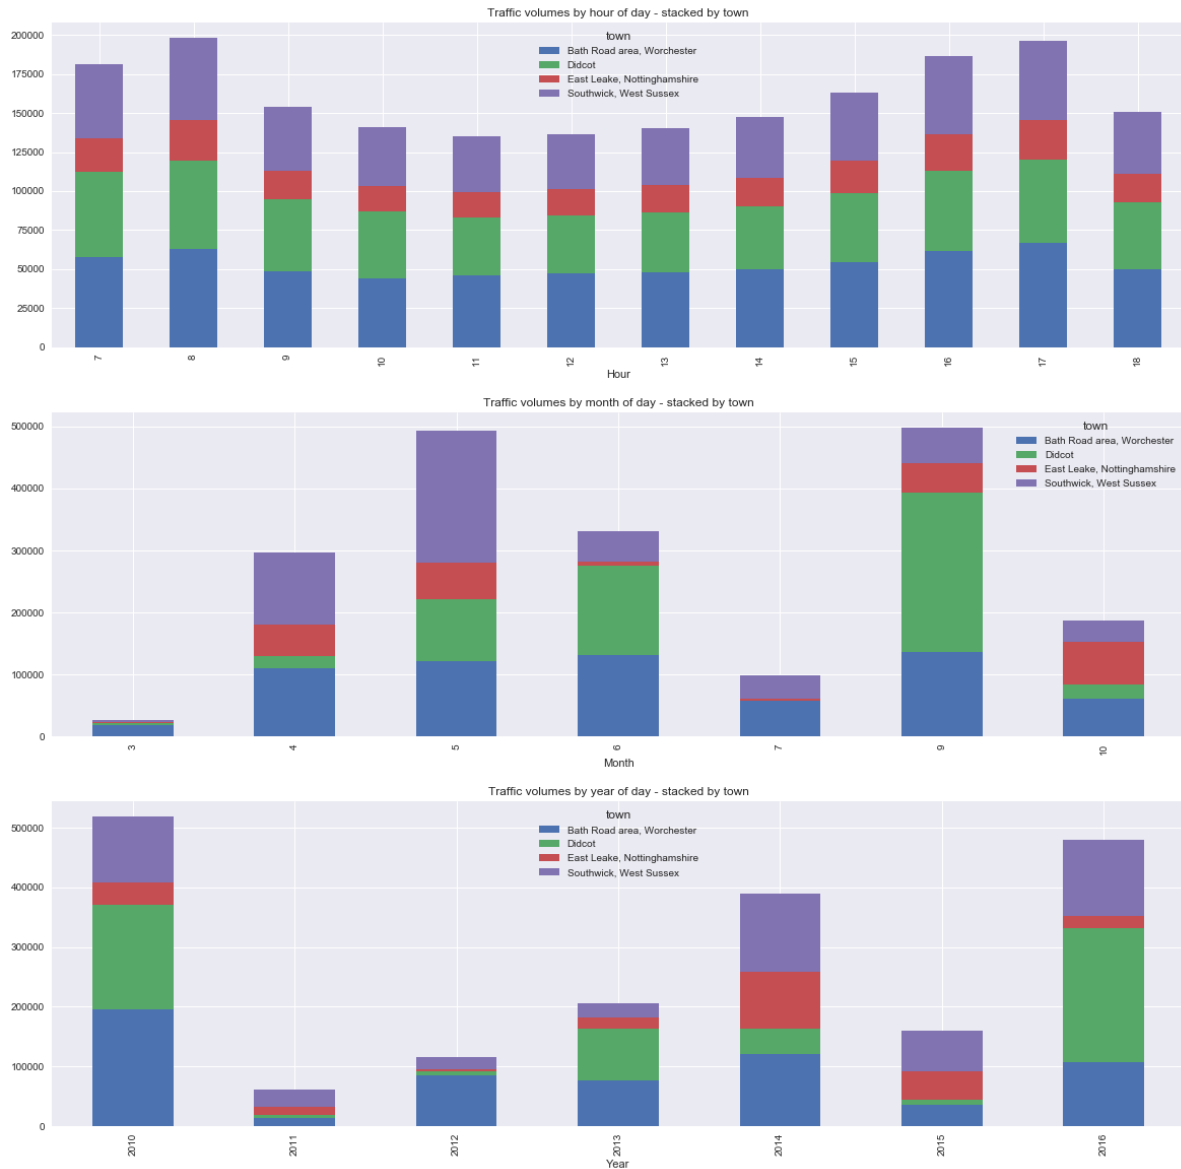 Traffic volumes by hour of day - stacked by town
200000
175000
150000
125000
100000
75000
50000
25000
0
town
Bath Road area, Worchester
Didcot
East Leake, Nottinghamshire
Southwick, West Sussex
7 8 9 10 11 12 13 14 15 16 17 18
Hour
Traffic volumes by month of day - stacked by town
500000
400000
300000
200000
100000
0
town
Bath Road area, Worchester
Didcot
East Leake, Nottinghamshire
Southwick, West Sussex
3 4 5 6 7 9 10
Month
Traffic volumes by year of day - stacked by town
500000
400000
300000
200000
100000
0
town
Bath Road area, Worchester
Didcot
East Leake, Nottinghamshire
Southwick, West Sussex
2010 2011 2012 2013 2014 2015 2016
Year